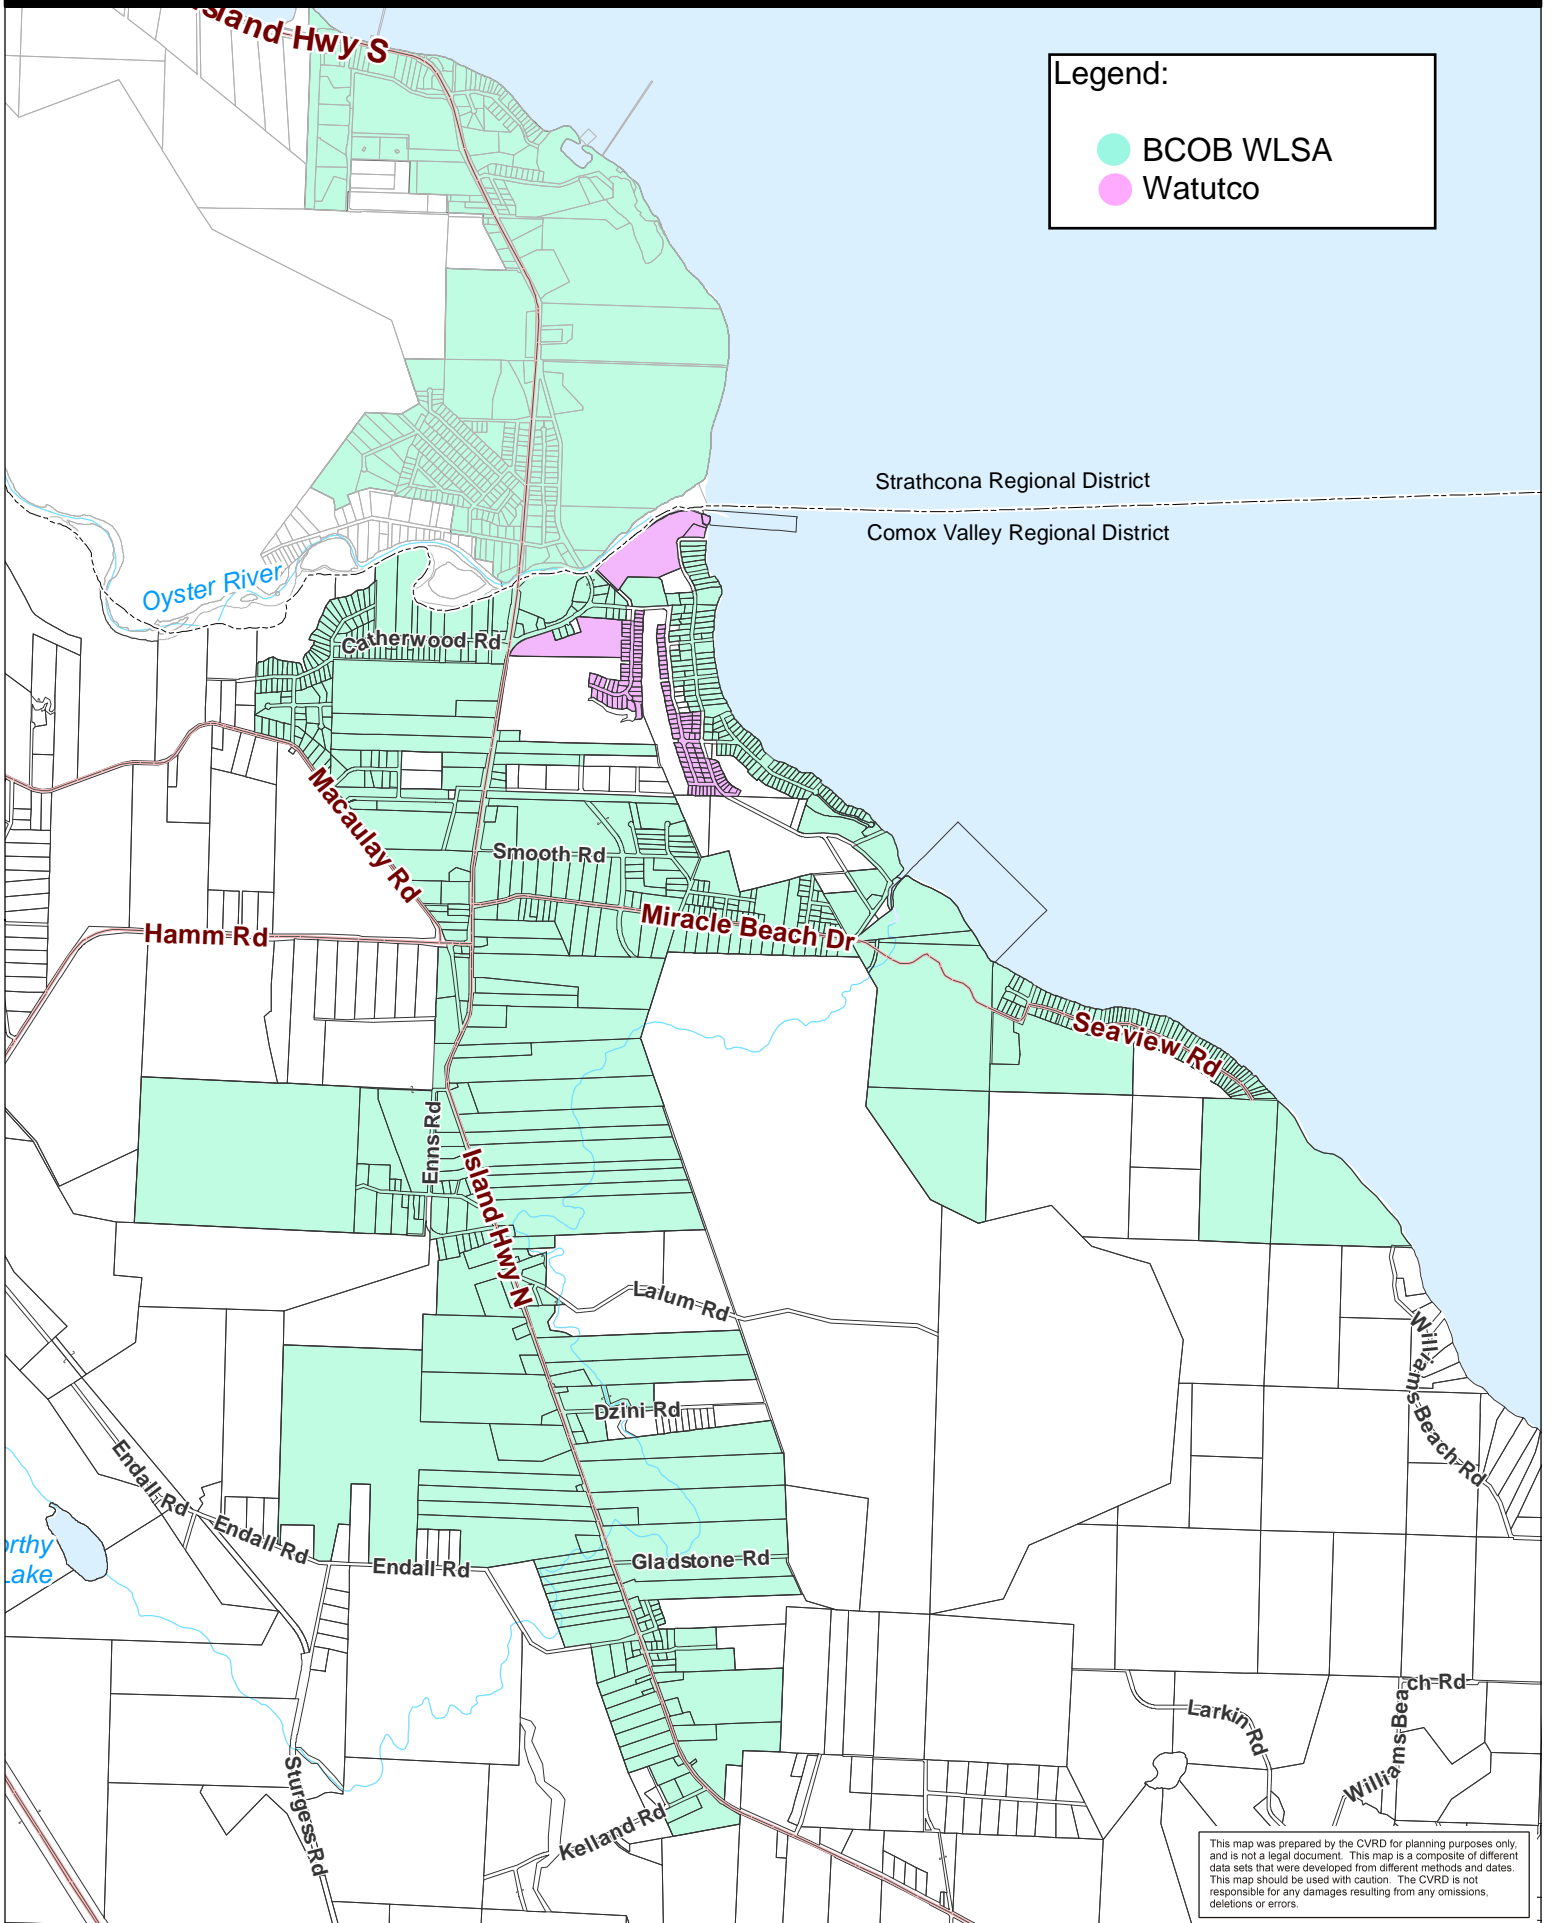 Island Hwy S
Legend:
BCOB WLSA
Watutco
Strathcona Regional District
Comox Valley Regional District
Oyster River
Catherwood Rd
Macaulay Rd
Smooth Rd
Miracle Beach Dr
Hamm Rd
Seaview Rd
Enns Rd
Island Hwy N
Lalum Rd
Williams Beach Rd
Dzini Rd
Endall Rd
Endall Rd
Endall Rd
Gladstone Rd
orthy
Lake
Williams Beach Rd
Larkin Rd
Sturgess Rd
Kelland Rd
This map was prepared by the CVRD for planning purposes only,
and is not a legal document. This map is a composite of different
data sets that were developed from different methods and dates.
This map should be used with caution. The CVRD is not
responsible for any damages resulting from any omissions,
deletions or errors.